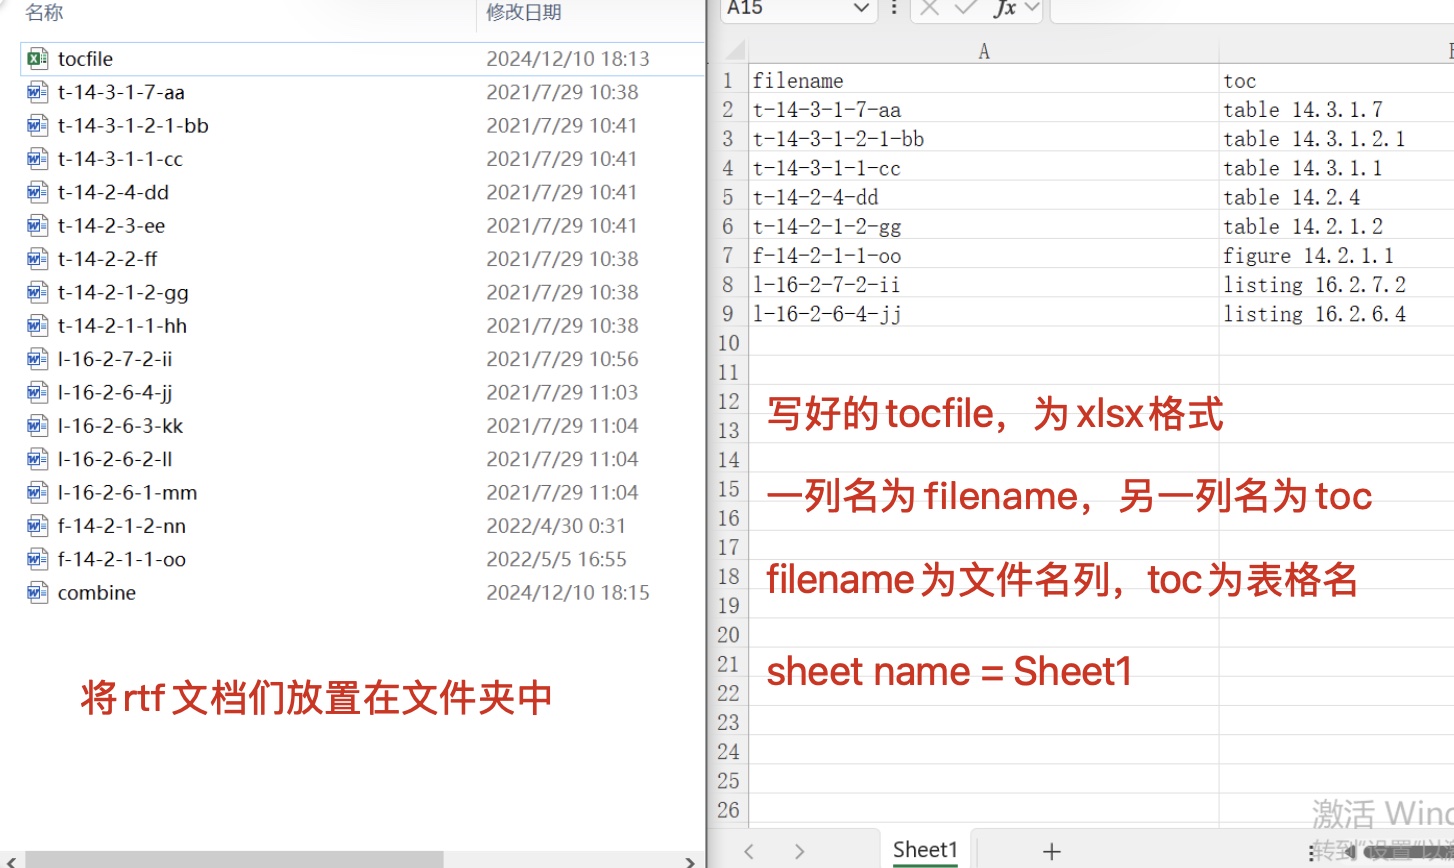 名称 修改日期
tocfile 2024/12/10 18:13
t-14-3-1-7-aa 2021/7/29 10:38
t-14-3-1-2-1-bb 2021/7/29 10:41
t-14-3-1-1-cc 2021/7/29 10:41
t-14-2-4-dd 2021/7/29 10:41
t-14-2-3-ee 2021/7/29 10:41
t-14-2-2-ff 2021/7/29 10:38
t-14-2-1-2-gg 2021/7/29 10:38
t-14-2-1-1-hh 2021/7/29 10:38
l-16-2-7-2-ii 2021/7/29 10:56
l-16-2-6-4-jj 2021/7/29 11:03
l-16-2-6-3-kk 2021/7/29 11:04
l-16-2-6-2-ll 2021/7/29 11:04
l-16-2-6-1-mm 2021/7/29 11:04
f-14-2-1-2-nn 2022/4/30 0:31
f-14-2-1-1-oo 2022/5/5 16:55
combine 2024/12/10 18:15
将rtf文档们放置在文件夹中
A15 fx
A
1 filename toc
2 t-14-3-1-7-aa table 14.3.1.7
3 t-14-3-1-2-1-bb table 14.3.1.2.1
4 t-14-3-1-1-cc table 14.3.1.1
5 t-14-2-4-dd table 14.2.4
6 t-14-2-1-2-gg table 14.2.1.2
7 f-14-2-1-1-oo figure 14.2.1.1
8 l-16-2-7-2-ii listing 16.2.7.2
9 l-16-2-6-4-jj listing 16.2.6.4
10
11
12
13
14
15
16
17
18
19
20
21
22
23
24
25
26
写好的tocfile，为xlsx格式
一列名为filename，另一列名为toc
filename为文件名列，toc为表格名
sheet name = Sheet1
激活 Wind
转到"设置"以
Sheet1